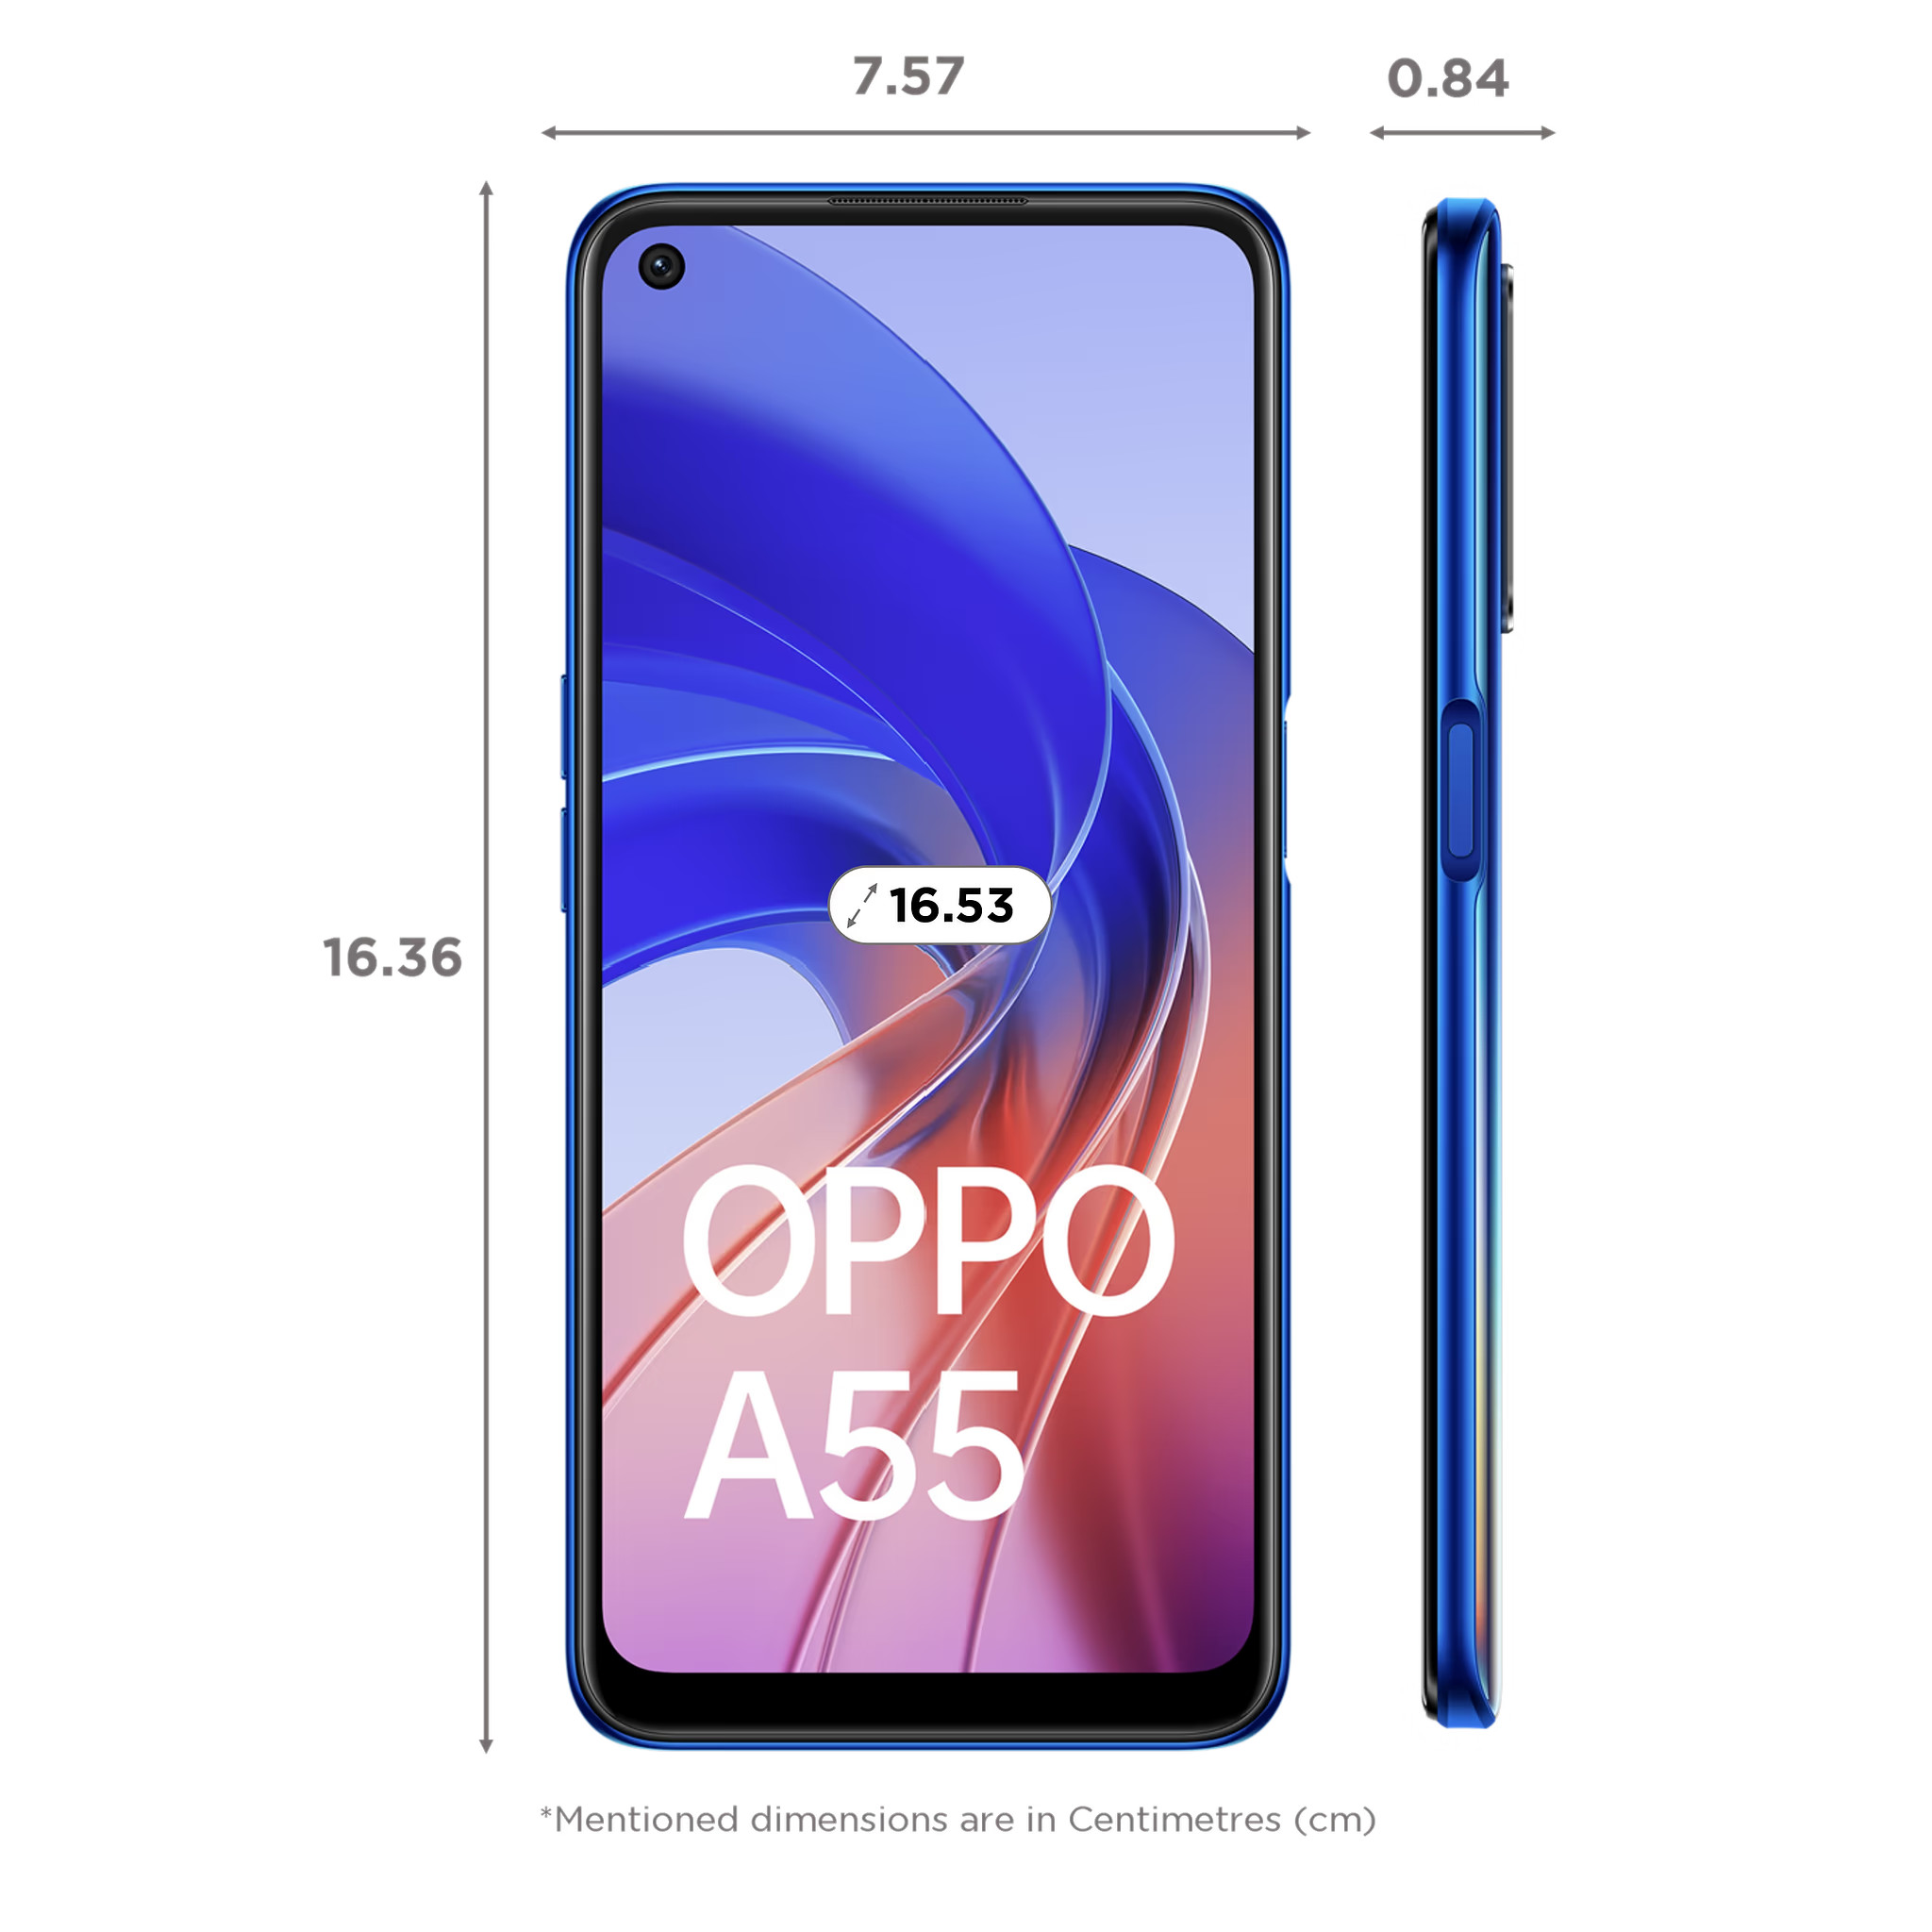 7.57
0.84
16.53
16.36
OPPO
A55
*Mentioned dimensions are in Centimetres (cm)